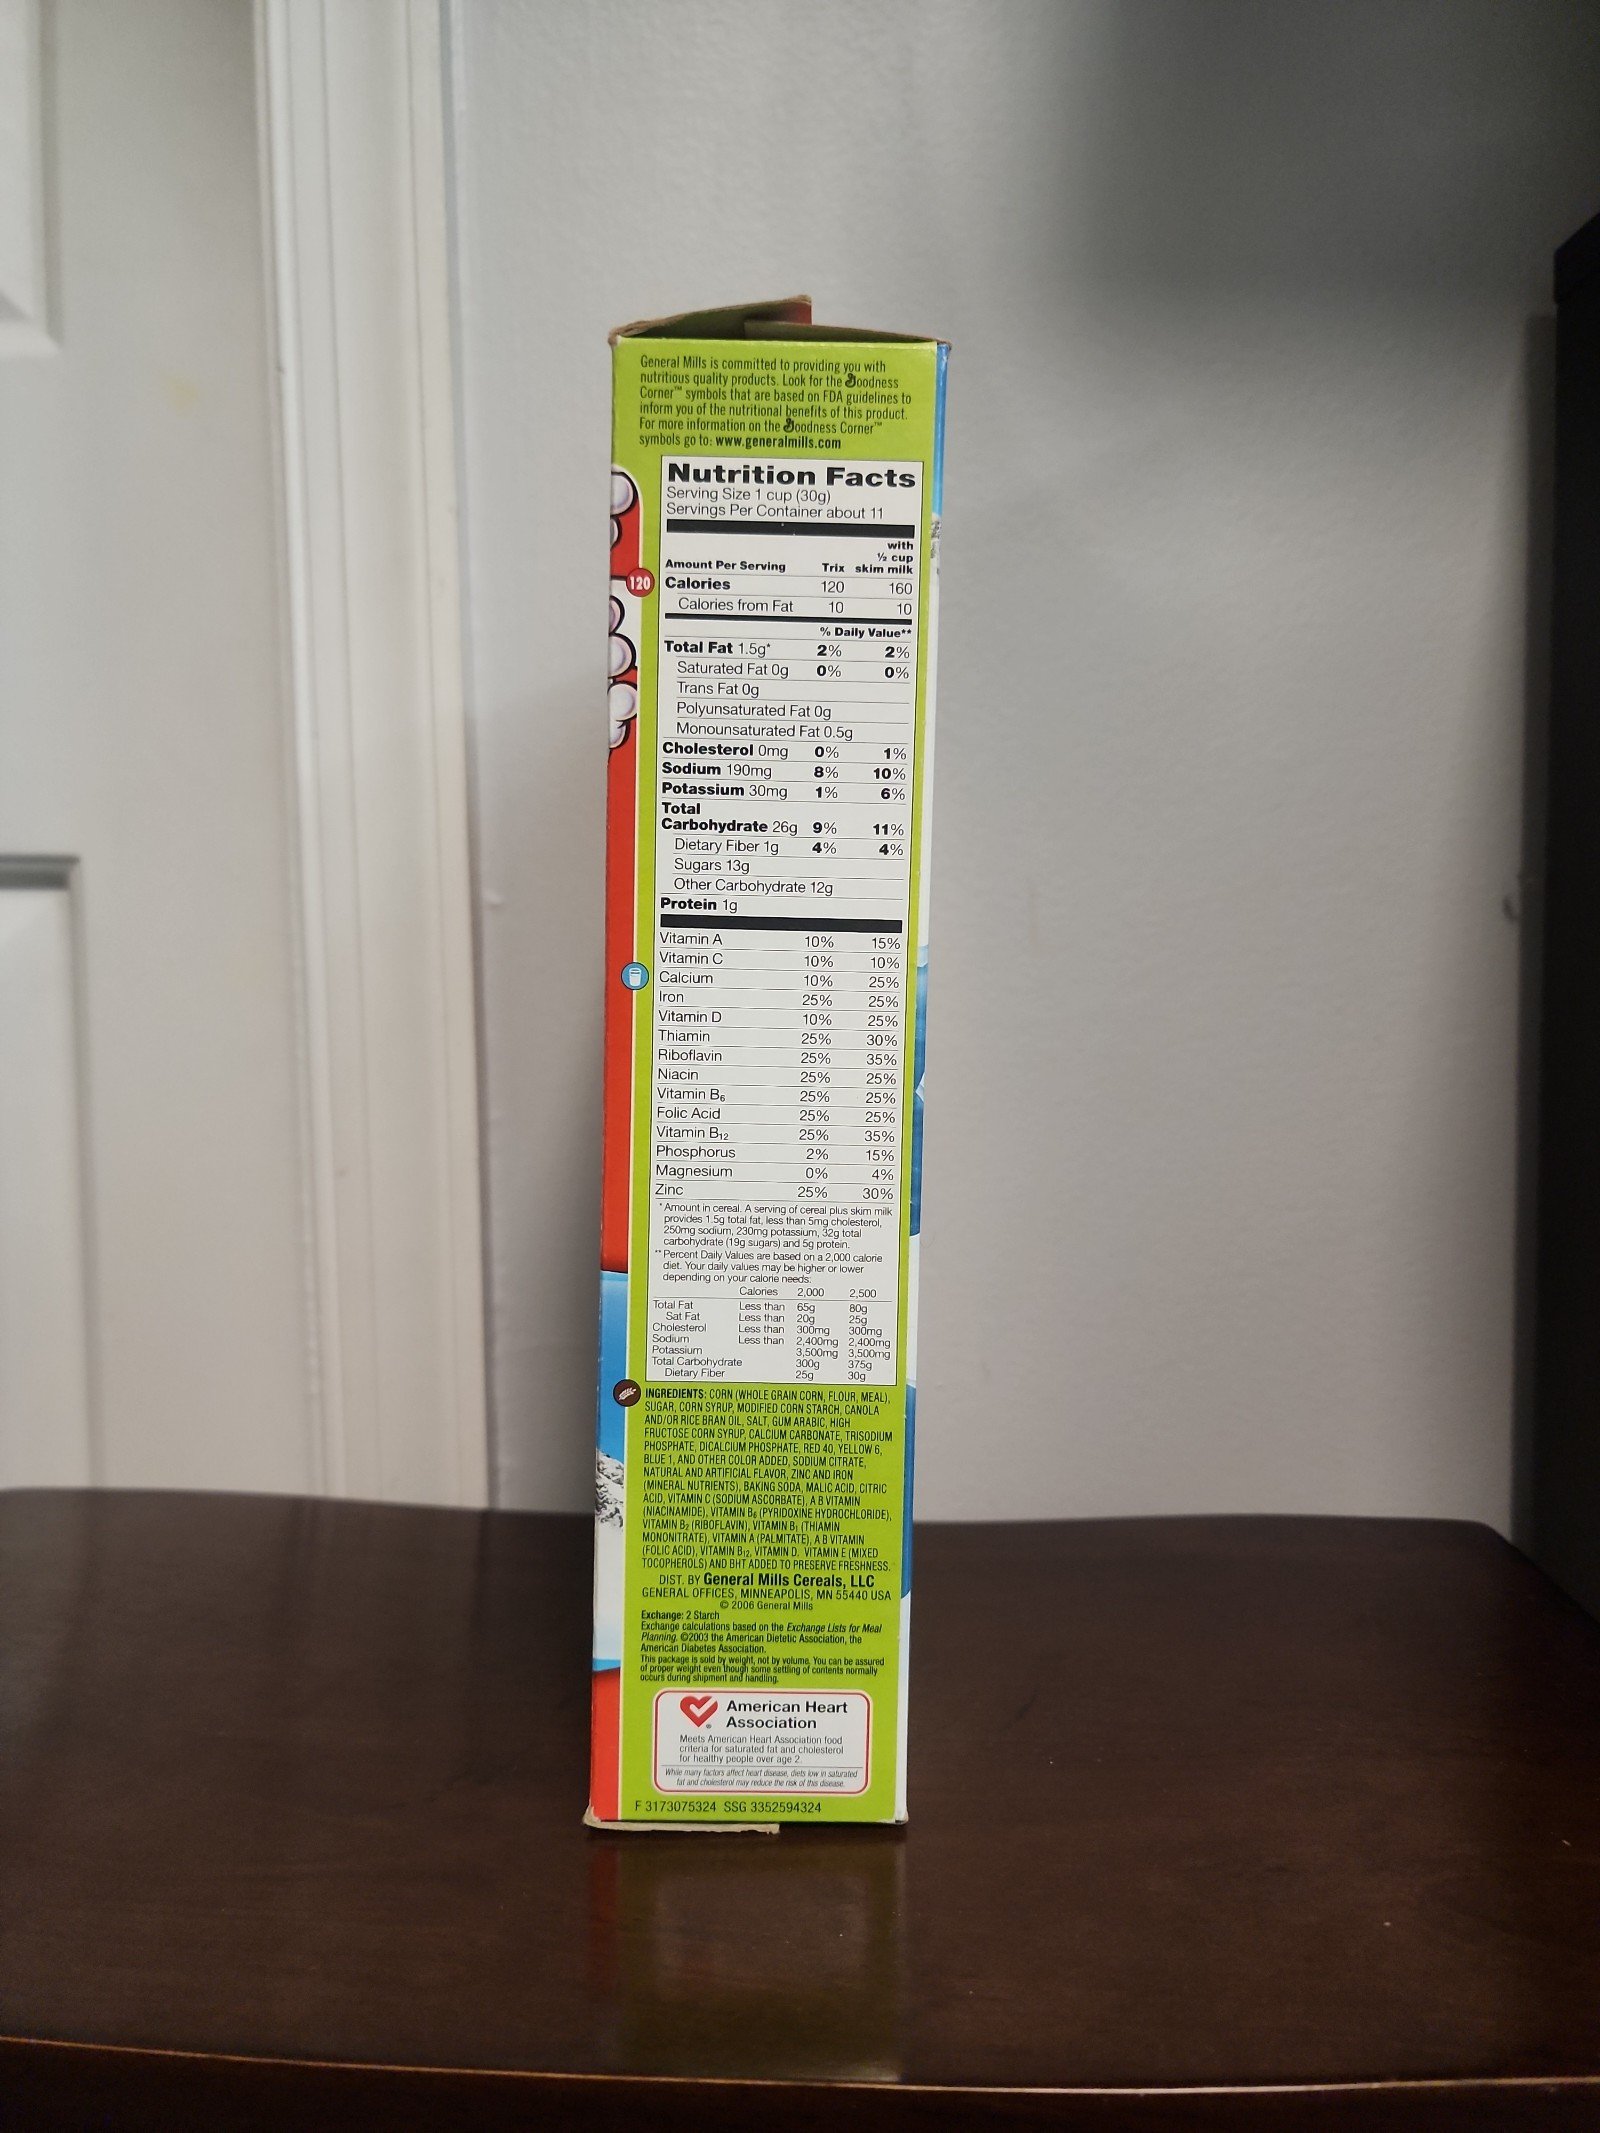 General Mills is committed to providing you with
nutritious quality products. Look for the Goodness
Corner™ symbols that are based on FDA guidelines to
inform you of the nutritional benefits of this product.
For more information on the Goodness Corner™
symbols go to: www.generalmills.com
Nutrition Facts
Serving Size 1 cup (30g)
Servings Per Container about 11
with
½ cup
Amount Per Serving Trix skim milk
120 Calories 120 160
Calories from Fat 10 10
% Daily Value**
Total Fat 1.5g* 2% 2%
Saturated Fat 0g 0% 0%
Trans Fat 0g
Polyunsaturated Fat 0g
Monounsaturated Fat 0.5g
Cholesterol 0mg 0% 1%
Sodium 190mg 8% 10%
Potassium 30mg 1% 6%
Total
Carbohydrate 26g 9% 11%
Dietary Fiber 1g 4% 4%
Sugars 13g
Other Carbohydrate 12g
Protein 1g
Vitamin A 10% 15%
Vitamin C 10% 10%
Calcium 10% 25%
Iron 25% 25%
Vitamin D 10% 25%
Thiamin 25% 30%
Riboflavin 25% 35%
Niacin 25% 25%
Vitamin B6 25% 25%
Folic Acid 25% 25%
Vitamin B12 25% 35%
Phosphorus 2% 15%
Magnesium 0% 4%
Zinc 25% 30%
* Amount in cereal. A serving of cereal plus skim milk
provides 1.5g total fat, less than 5mg cholesterol,
250mg sodium, 230mg potassium, 32g total
carbohydrate (19g sugars) and 5g protein.
** Percent Daily Values are based on a 2,000 calorie
diet. Your daily values may be higher or lower
depending on your calorie needs:
Calories 2,000 2,500
Total Fat Less than 65g 80g
Sat Fat Less than 20g 25g
Cholesterol Less than 300mg 300mg
Sodium Less than 2,400mg 2,400mg
Potassium 3,500mg 3,500mg
Total Carbohydrate 300g 375g
Dietary Fiber 25g 30g
INGREDIENTS: CORN (WHOLE GRAIN CORN, FLOUR, MEAL),
SUGAR, CORN SYRUP, MODIFIED CORN STARCH, CANOLA
AND/OR RICE BRAN OIL, SALT, GUM ARABIC, HIGH
FRUCTOSE CORN SYRUP, CALCIUM CARBONATE, TRISODIUM
PHOSPHATE, DICALCIUM PHOSPHATE, RED 40, YELLOW 6,
BLUE 1, AND OTHER COLOR ADDED, SODIUM CITRATE,
NATURAL AND ARTIFICIAL FLAVOR, ZINC AND IRON
(MINERAL NUTRIENTS), BAKING SODA, MALIC ACID, CITRIC
ACID, VITAMIN C (SODIUM ASCORBATE), A B VITAMIN
(NIACINAMIDE), VITAMIN B6 (PYRIDOXINE HYDROCHLORIDE),
VITAMIN B2 (RIBOFLAVIN), VITAMIN B1 (THIAMIN
MONONITRATE), VITAMIN A (PALMITATE), A B VITAMIN
(FOLIC ACID), VITAMIN B12, VITAMIN D. VITAMIN E (MIXED
TOCOPHEROLS) AND BHT ADDED TO PRESERVE FRESHNESS.
DIST. BY General Mills Cereals, LLC
GENERAL OFFICES, MINNEAPOLIS, MN 55440 USA
© 2006 General Mills
Exchange: 2 Starch
Exchange calculations based on the Exchange Lists for Meal
Planning. ©2003 the American Dietetic Association, the
American Diabetes Association.
This package is sold by weight, not by volume. You can be assured
of proper weight even though some settling of contents normally
occurs during shipment and handling.
American Heart
Association
®
Meets American Heart Association food
criteria for saturated fat and cholesterol
for healthy people over age 2.
While many factors affect heart disease, diets low in saturated
fat and cholesterol may reduce the risk of this disease.
F 3173075324 SSG 3352594324